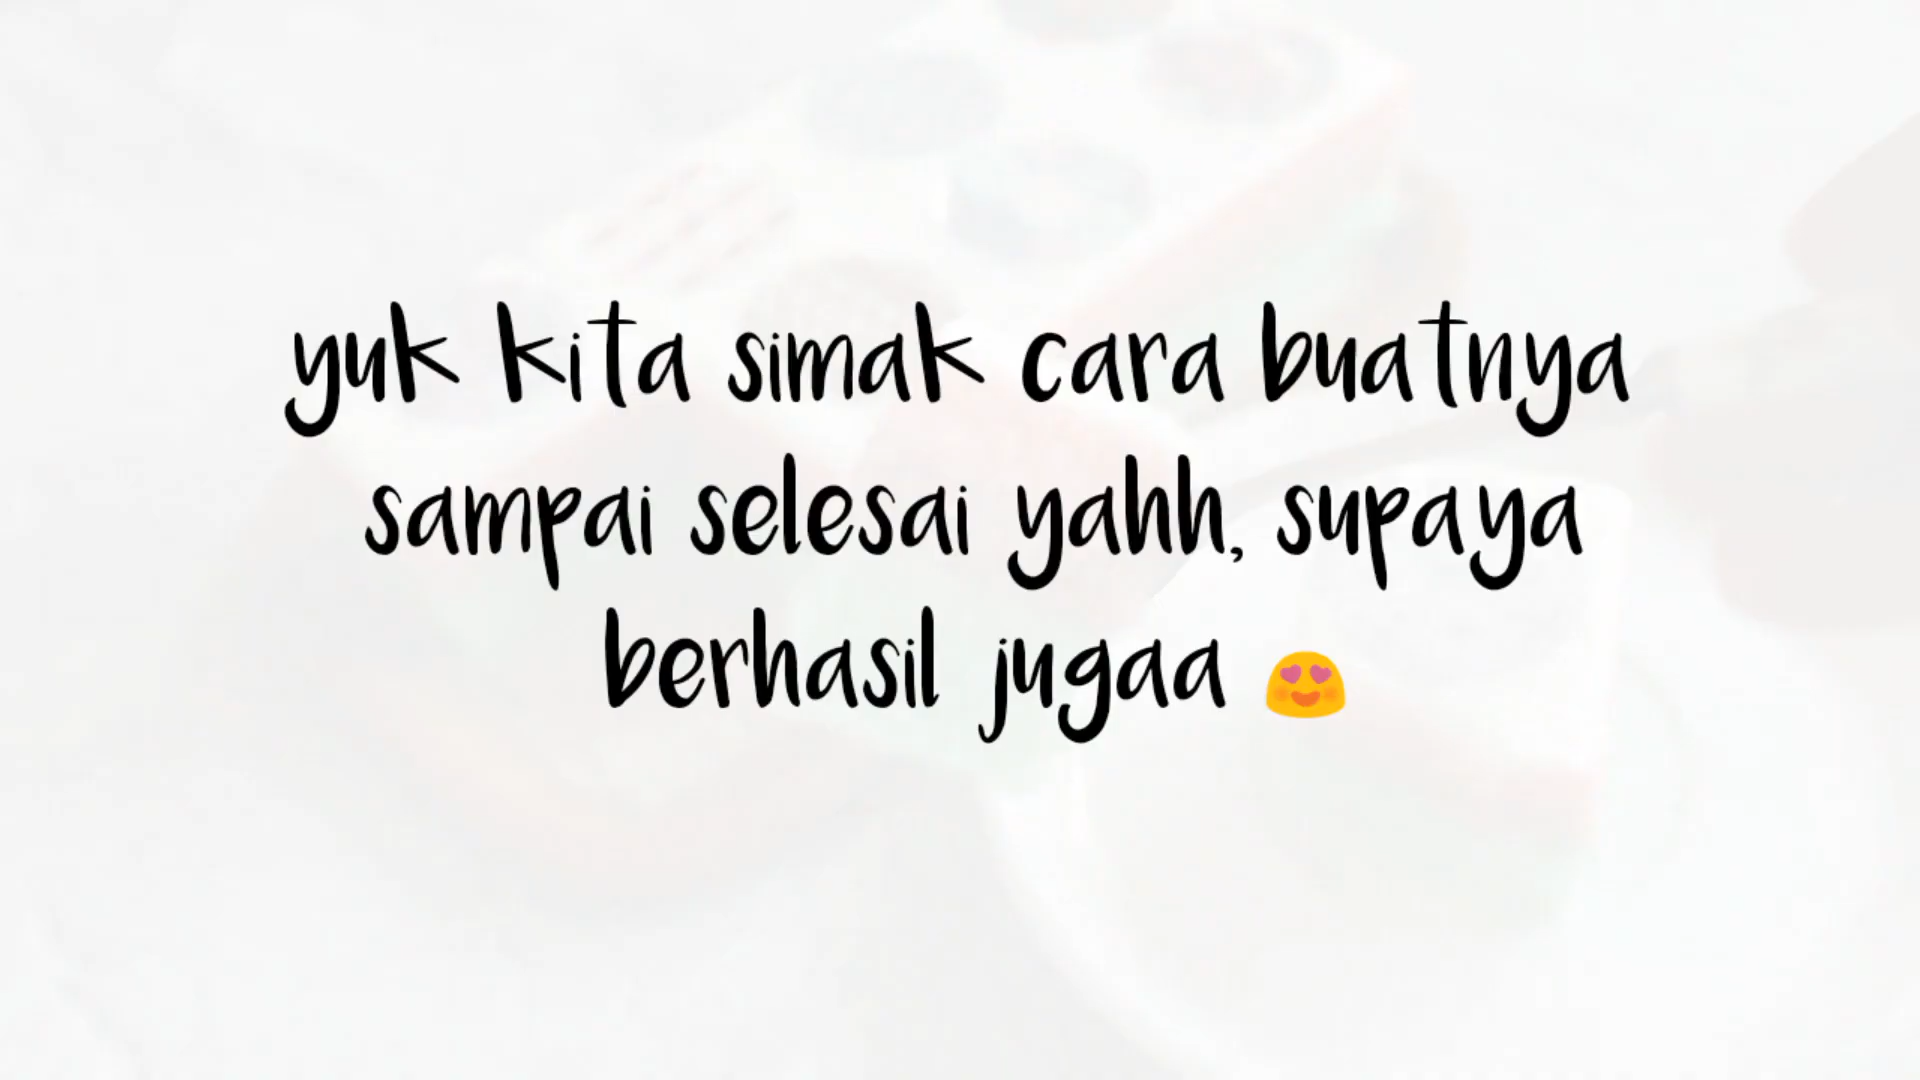 yuk kita simak cara buatnya
sampai selesai yahh, supaya
berhasil jugaa 😍